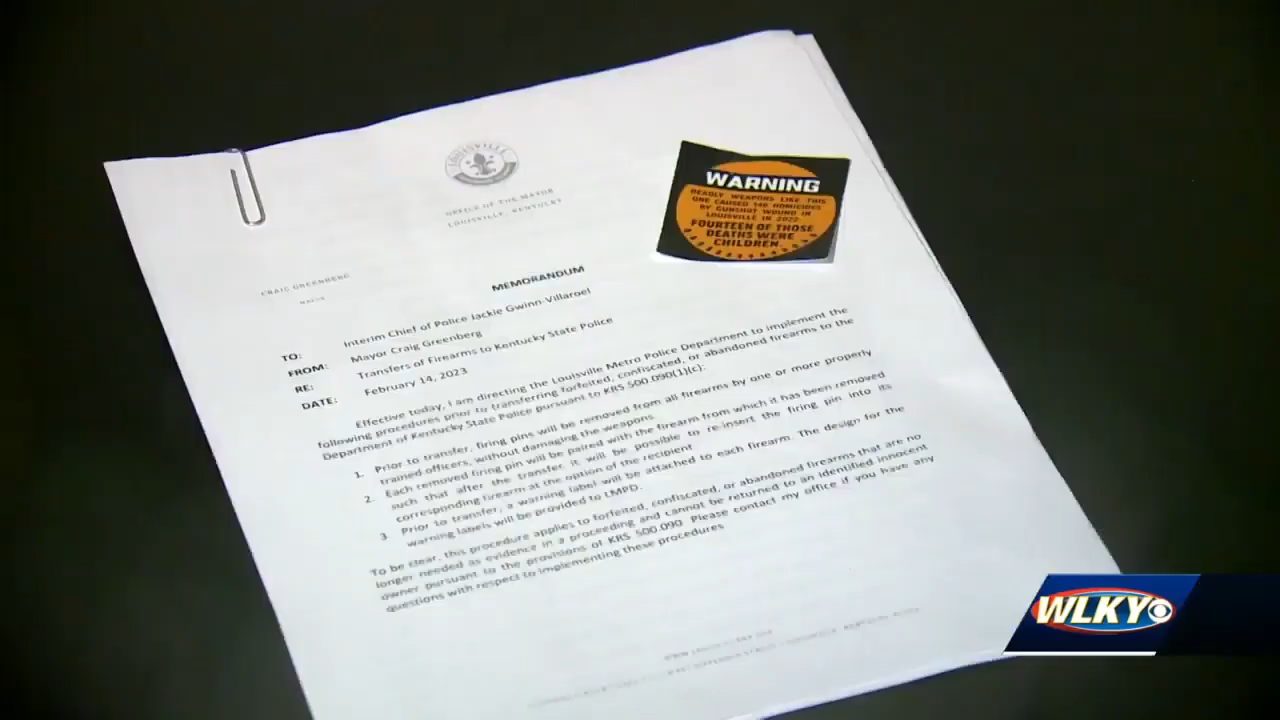 LOUISVILLE
OFFICE OF THE MAYOR
LOUISVILLE, KENTUCKY
WARNING
DEADLY WEAPONS LIKE THIS
ONE CAUSED 148 HOMICIDES
BY GUNSHOT WOUND IN
LOUISVILLE IN 2022.
FOURTEEN OF THOSE
DEATHS WERE
CHILDREN.
CRAIG GREENBERG
MAYOR
MEMORANDUM
TO: Interim Chief of Police Jackie Gwinn-Villaroel
FROM: Mayor Craig Greenberg
RE: Transfers of Firearms to Kentucky State Police
DATE: February 14, 2023
Effective today, I am directing the Louisville Metro Police Department to implement the
following procedures prior to transferring forfeited, confiscated, or abandoned firearms to the
Department of Kentucky State Police pursuant to KRS 500.090(1)(c):
1. Prior to transfer, firing pins will be removed from all firearms by one or more properly
trained officers, without damaging the weapons.
2. Each removed firing pin will be paired with the firearm from which it has been removed
such that after the transfer it will be possible to re-insert the firing pin into its
corresponding firearm at the option of the recipient
3 Prior to transfer, a warning label will be attached to each firearm. The design for the
warning labels will be provided to LMPD.
To be clear, this procedure applies to forfeited, confiscated, or abandoned firearms that are no
longer needed as evidence in a proceeding and cannot be returned to an identified innocent
owner pursuant to the provisions of KRS 500.090 Please contact my office if you have any
questions with respect to implementing these procedures
WLKY